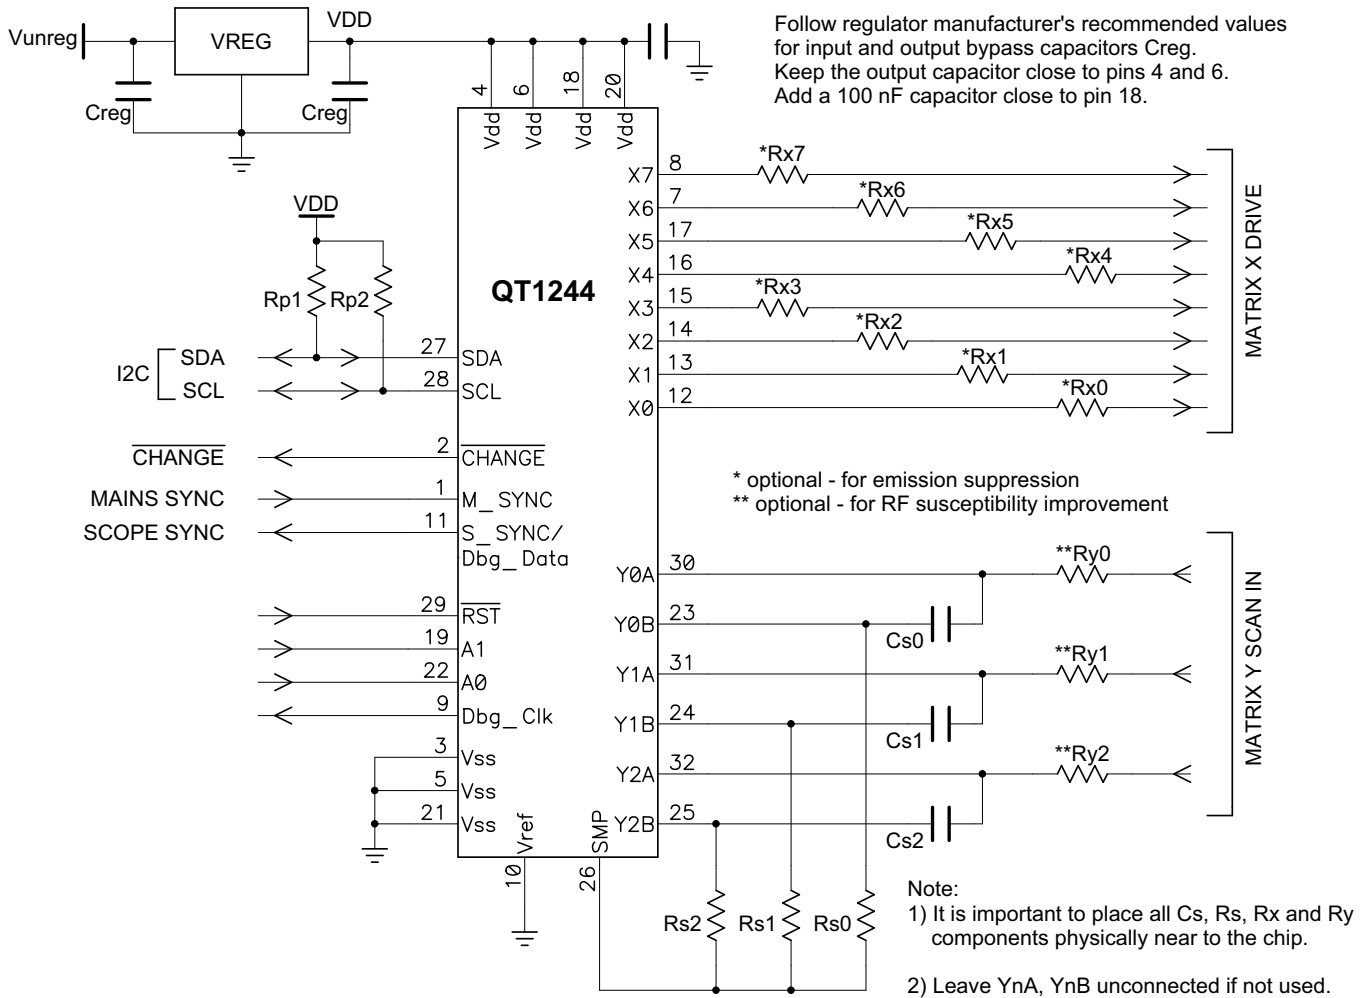 Vunreg
VREG
VDD
Creg
Creg
Follow regulator manufacturer's recommended values
for input and output bypass capacitors Creg.
Keep the output capacitor close to pins 4 and 6.
Add a 100 nF capacitor close to pin 18.
4
6
18
20
Vdd
Vdd
Vdd
Vdd
QT1244
VDD
Rp1
Rp2
I2C
SDA
27
SDA
SCL
28
SCL
CHANGE
2
CHANGE
MAINS SYNC
1
M_SYNC
SCOPE SYNC
11
S_SYNC/
Dbg_Data
29
RST
19
A1
22
A0
9
Dbg_Clk
3
Vss
5
Vss
21
Vss
Vref
10
SMP
26
X7
8
*Rx7
X6
7
*Rx6
X5
17
*Rx5
X4
16
*Rx4
X3
15
*Rx3
X2
14
*Rx2
X1
13
*Rx1
X0
12
*Rx0
MATRIX X DRIVE
* optional - for emission suppression
** optional - for RF susceptibility improvement
Y0A
30
**Ry0
Y0B
23
Cs0
Y1A
31
**Ry1
Y1B
24
Cs1
Y2A
32
**Ry2
Y2B
25
Cs2
MATRIX Y SCAN IN
Rs2
Rs1
Rs0
Note:
1) It is important to place all Cs, Rs, Rx and Ry
components physically near to the chip.
2) Leave YnA, YnB unconnected if not used.